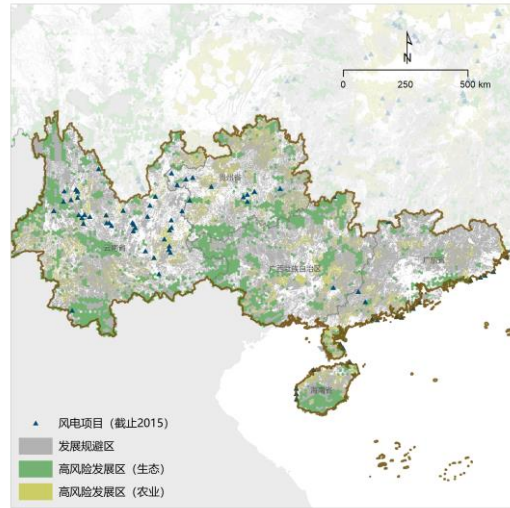 N
0 250 500 km
贵州省
云南省
广西壮族自治区
广东省
海南省
风电项目（截止2015）
发展规避区
高风险发展区（生态）
高风险发展区（农业）